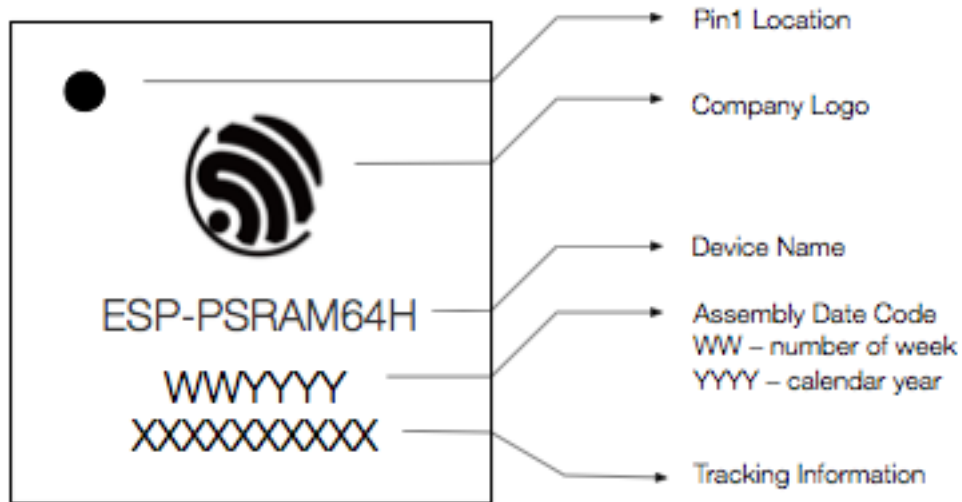 Pin1 Location
Company Logo
Device Name
ESP-PSRAM64H
Assembly Date Code
WW – number of week
YYYY – calendar year
WWYYYY
XXXXXXXXXX
Tracking Information